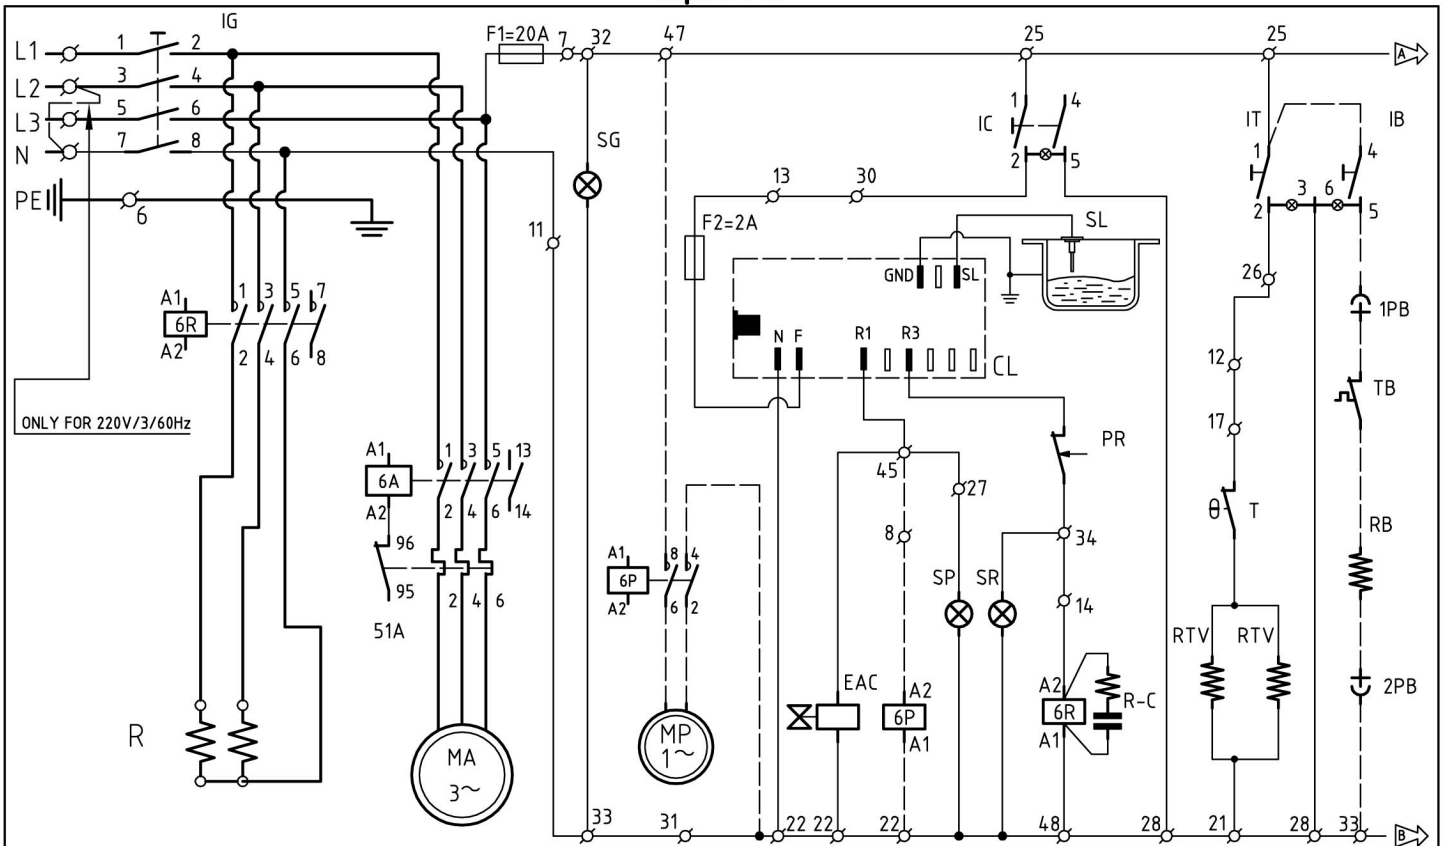 IG
F1=20A 7 32 47 25 25
L1 1 2 A
L2 3 4
L3 5 6
N 7 8
PE 6
11
SG
IC 1 4
2 5
IT IB
1 4
3 6
2 5
13 30
F2=2A
SL
GND SL
26
1PB
A1 1 3 5 7
6R
A2 2 4 6 8
N F R1 R3
CL
12
TB
ONLY FOR 220V/3/60Hz
17
PR
A1 1 3 5 13
6A
A2 2 4 6 14
45
27
T
96
95
8
34
RB
A1 8 4
6P
A2 6 2
SP SR
14
2 4 6
51A
RTV RTV
EAC
A2
6P
A1
A2
6R
A1
R-C
2PB
R
MA
3~
MP
1~
33 31 22 22 22 48 28 21 28 33 B